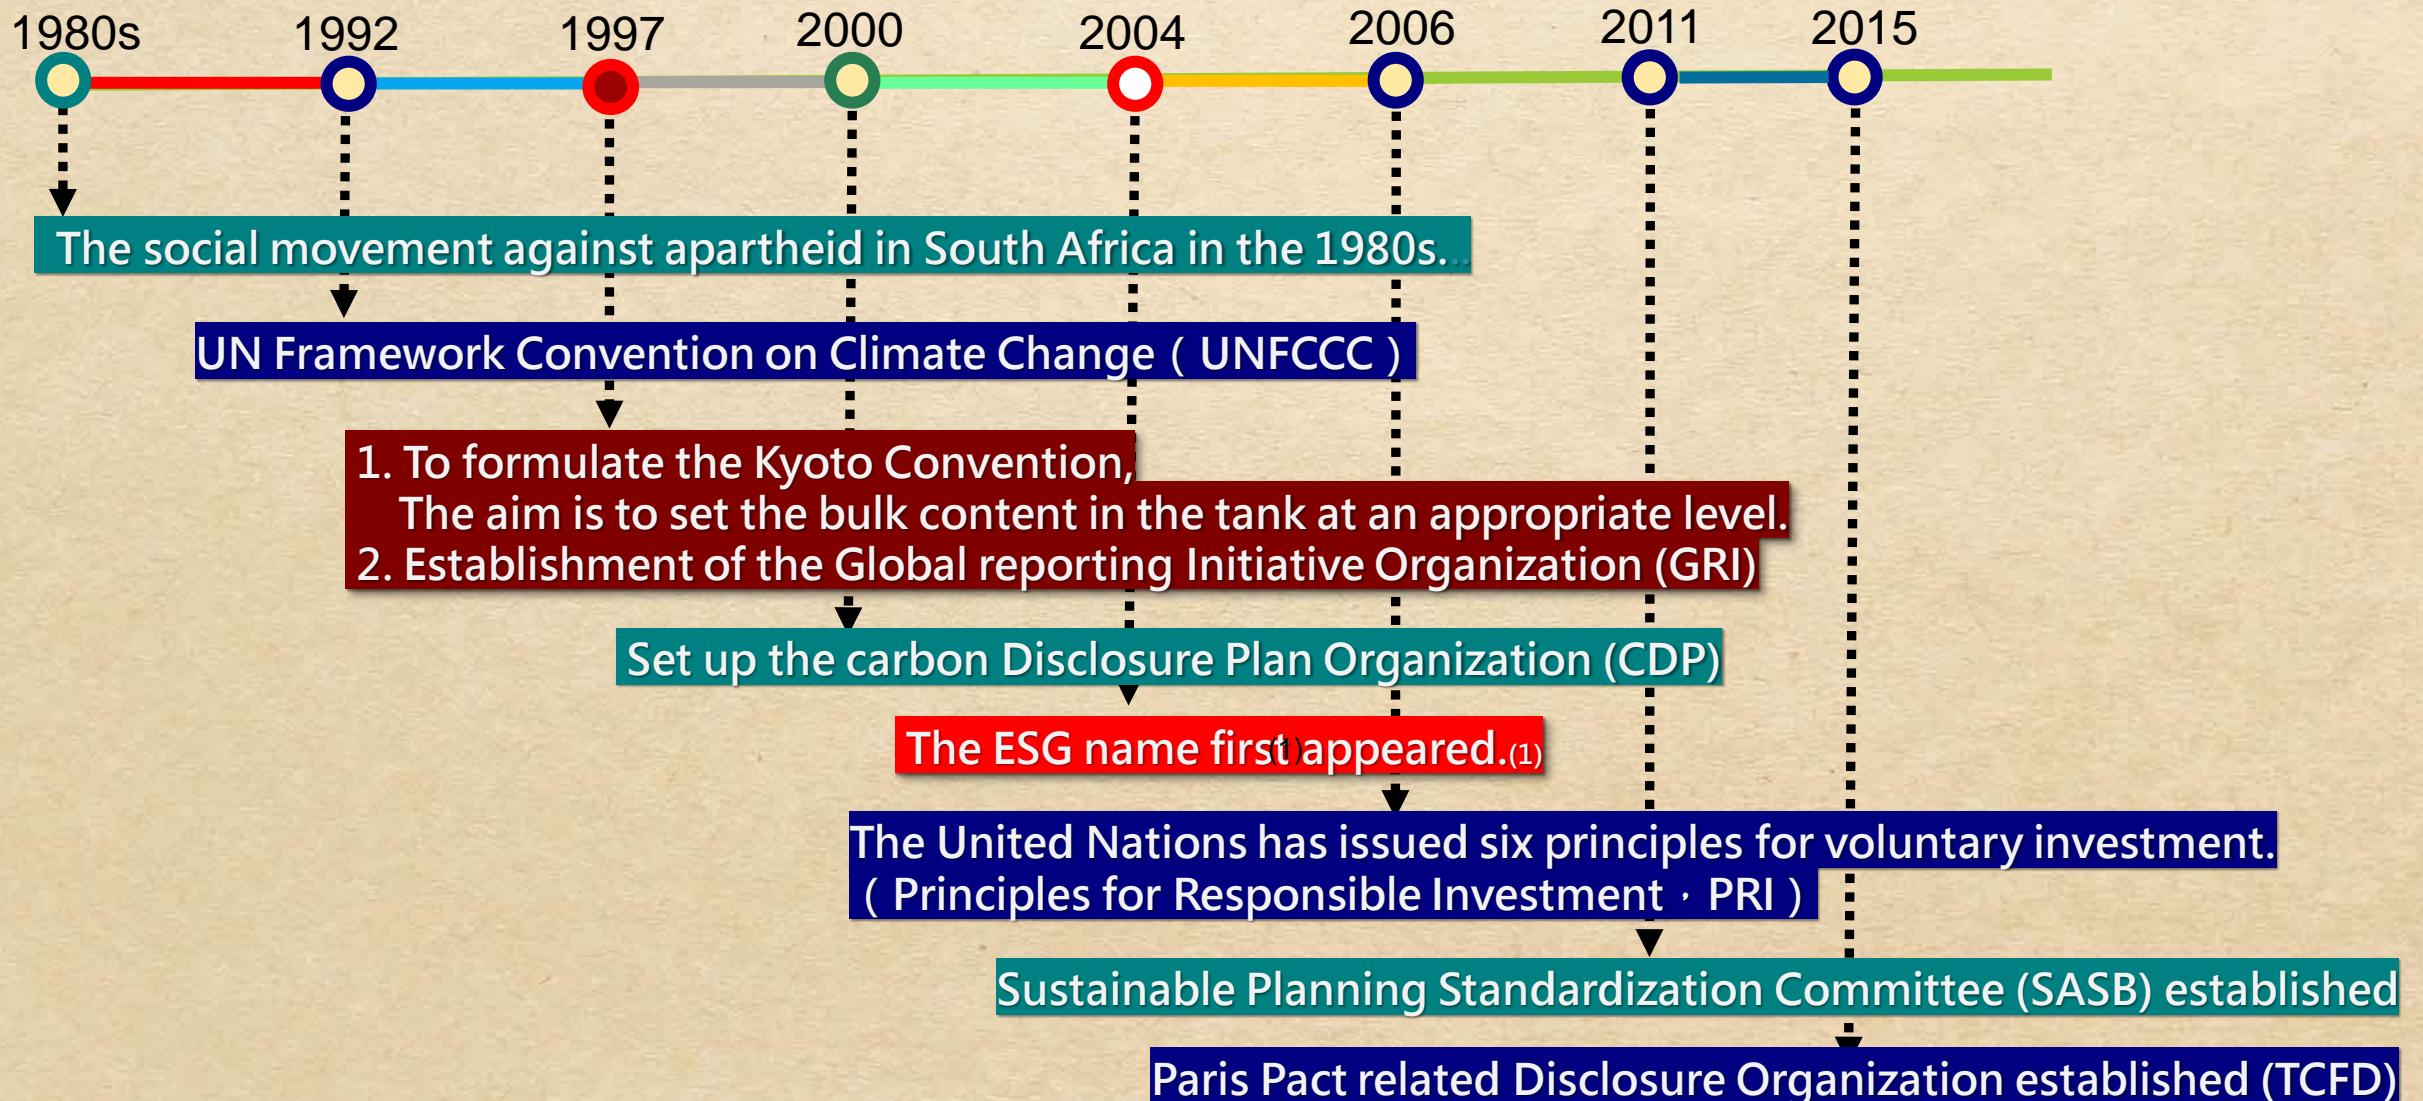 1980s 1992 1997 2000 2004 2006 2011 2015
The social movement against apartheid in South Africa in the 1980s...
UN Framework Convention on Climate Change ( UNFCCC )
1. To formulate the Kyoto Convention,
The aim is to set the bulk content in the tank at an appropriate level.
2. Establishment of the Global reporting Initiative Organization (GRI)
Set up the carbon Disclosure Plan Organization (CDP)
The ESG name first appeared.(1)
(1)
The United Nations has issued six principles for voluntary investment.
( Principles for Responsible Investment,PRI )
Sustainable Planning Standardization Committee (SASB) established
Paris Pact related Disclosure Organization established (TCFD)